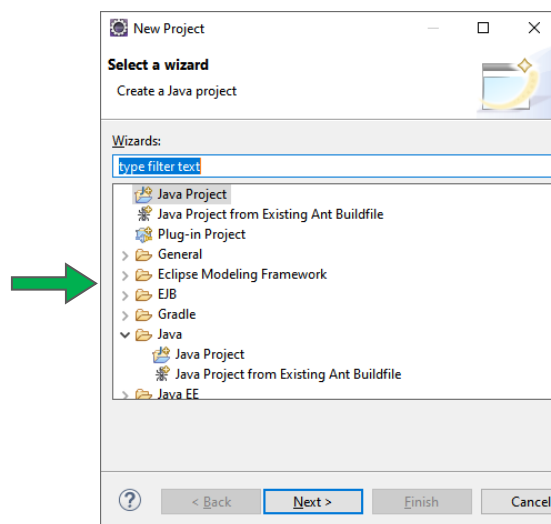 New Project
Select a wizard
Create a Java project
Wizards:
type filter text
Java Project
Java Project from Existing Ant Buildfile
Plug-in Project
General
Eclipse Modeling Framework
EJB
Gradle
Java
Java Project
Java Project from Existing Ant Buildfile
Java EE
? < Back Next > Finish Cancel